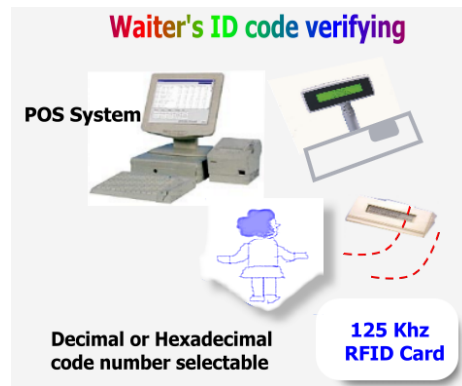 Waiter's ID code verifying
POS System
Decimal or Hexadecimal
code number selectable
125 Khz
RFID Card